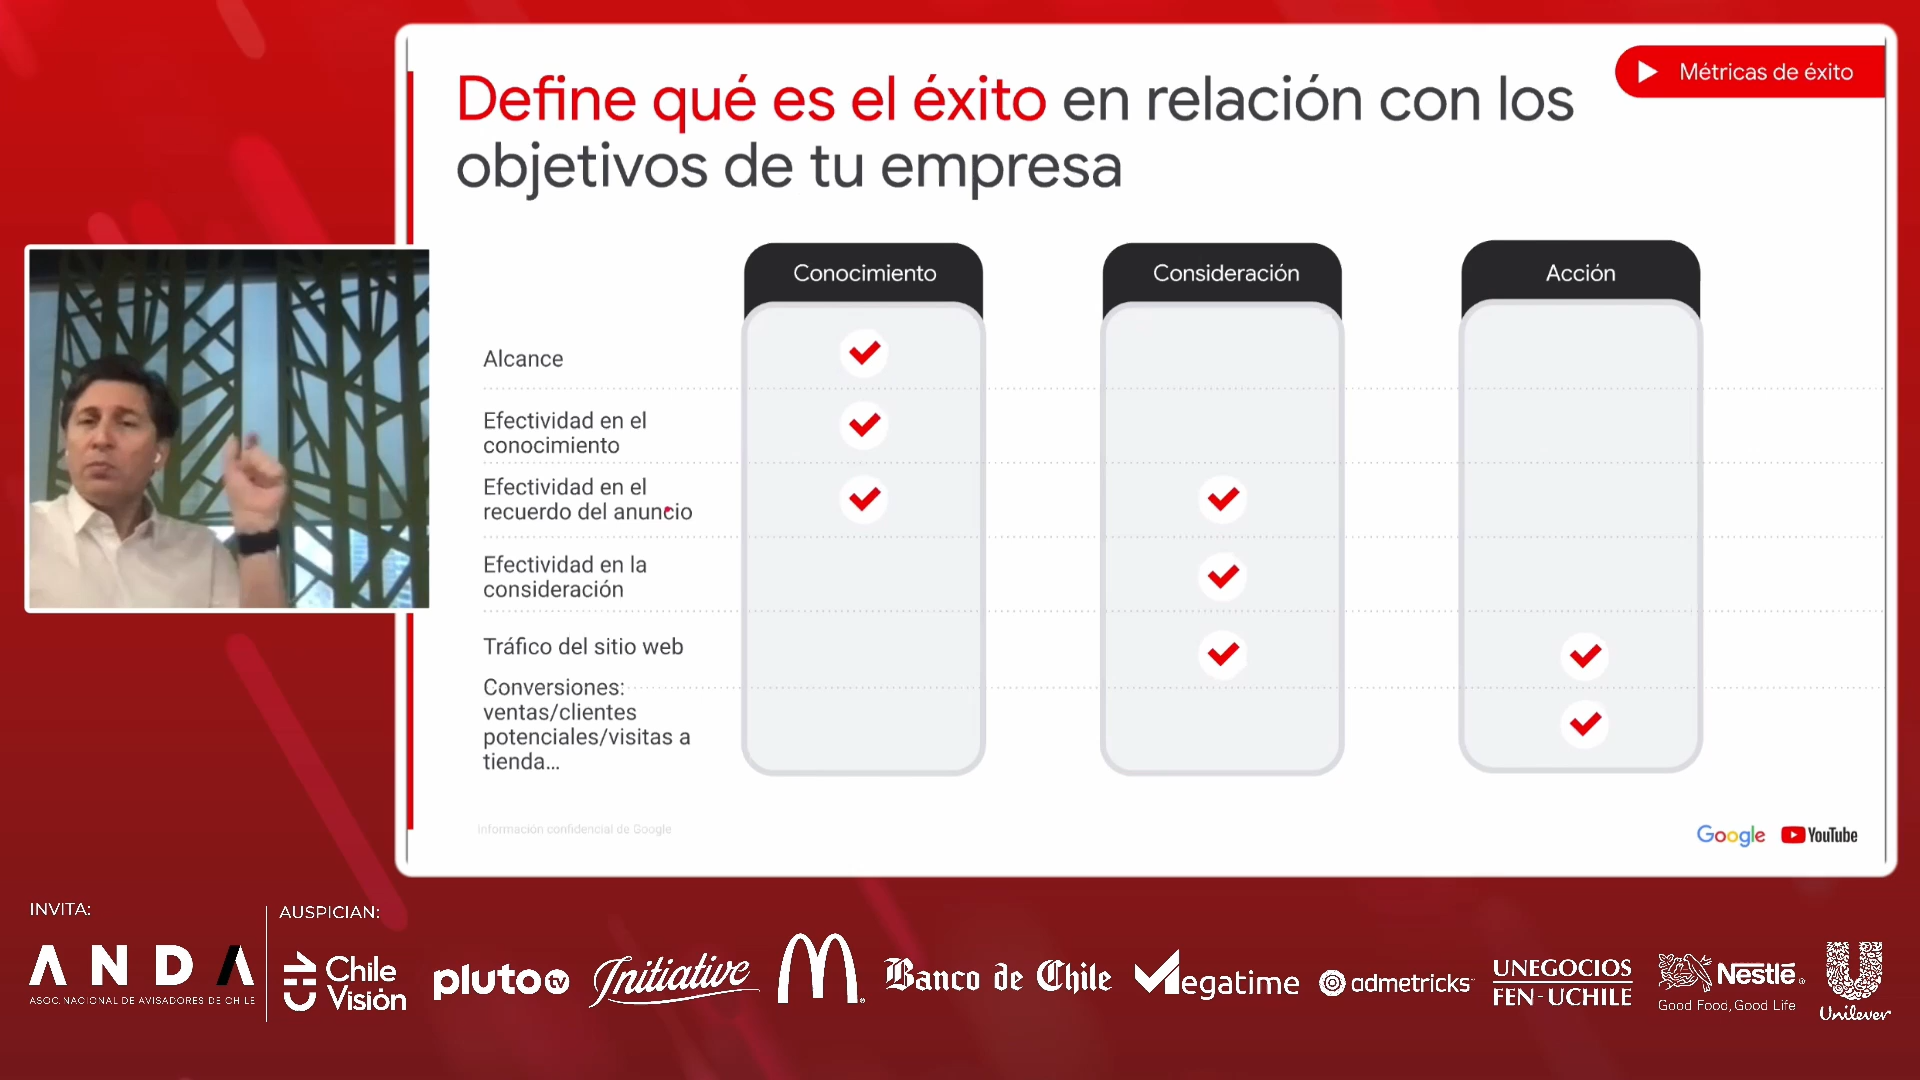 Métricas de éxito
Define qué es el éxito en relación con los
objetivos de tu empresa
Conocimiento
Consideración
Acción
Alcance
Efectividad en el
conocimiento
Efectividad en el
recuerdo del anuncio
Efectividad en la
consideración
Tráfico del sitio web
Conversiones:
ventas/clientes
potenciales/visitas a
tienda...
Información confidencial de Google
Google
YouTube
INVITA:
ANDA
ASOC. NACIONAL DE AVISADORES DE CHILE
AUSPICIAN:
CHV
Chile
Visión
pluto tv
Initiative
Banco de Chile
Megatime
admetricks
UNEGOCIOS
FEN-UCHILE
Nestlé
Good Food, Good Life
Unilever